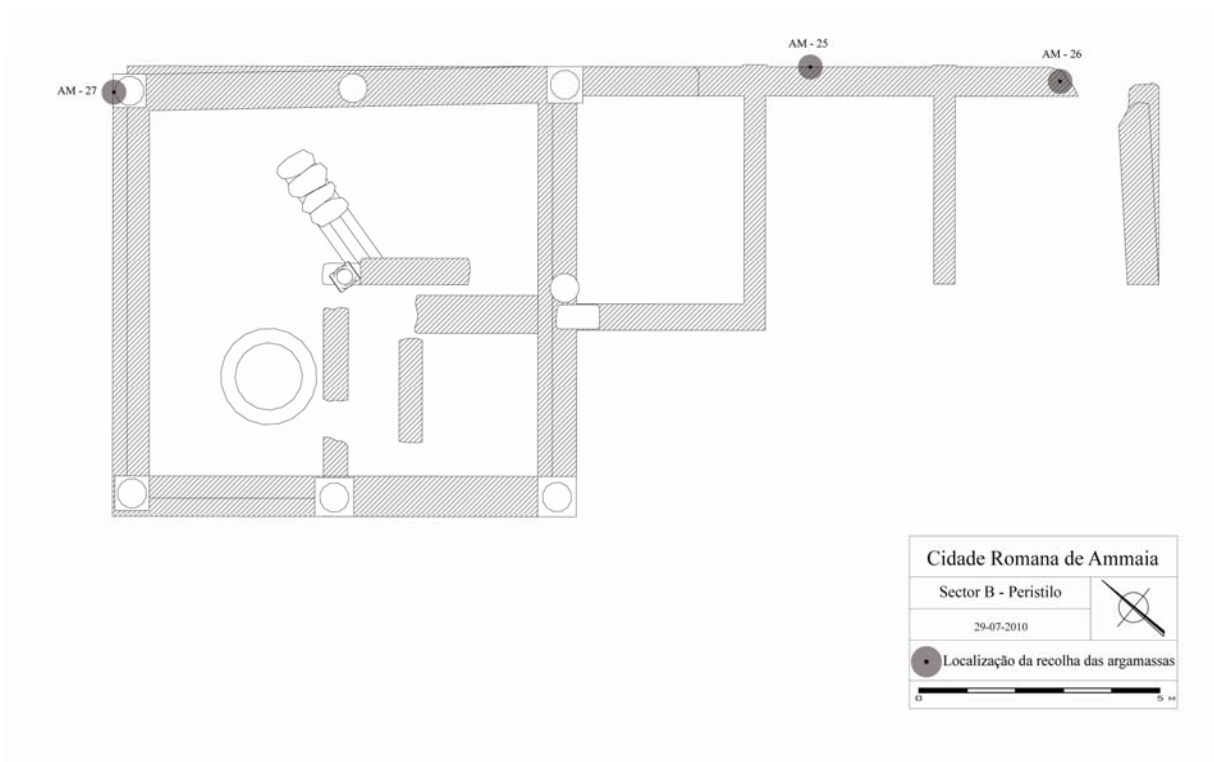 AM - 25
AM - 26
AM - 27
Cidade Romana de Ammaia
Sector B - Peristilo
29-07-2010
Localização da recolha das argamassas
0 5 M